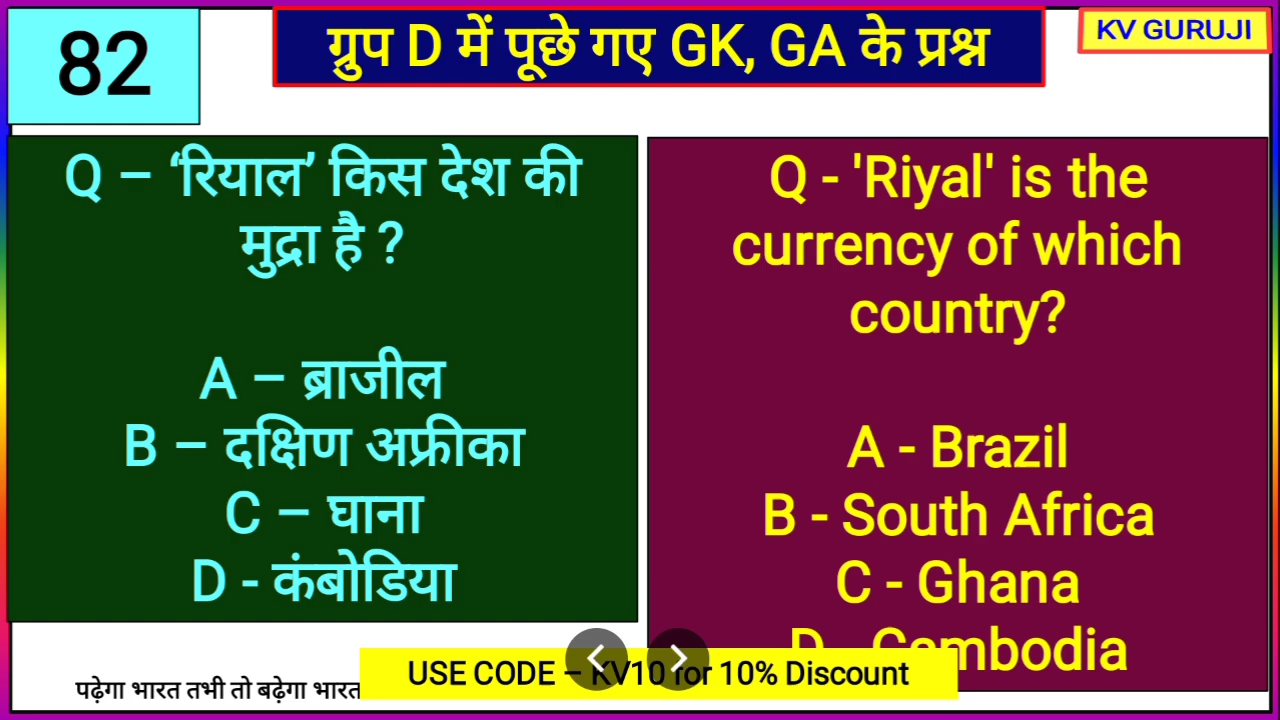 82
ग्रुप D में पूछे गए GK, GA के प्रश्न
KV GURUJI
Q – ‘रियाल’ किस देश की
मुद्रा है ?
A – ब्राजील
B – दक्षिण अफ्रीका
C – घाना
D - कंबोडिया
Q - 'Riyal' is the
currency of which
country?
A - Brazil
B - South Africa
C - Ghana
D - Cambodia
पढ़ेगा भारत तभी तो बढ़ेगा भारत
USE CODE – KV10 for 10% Discount